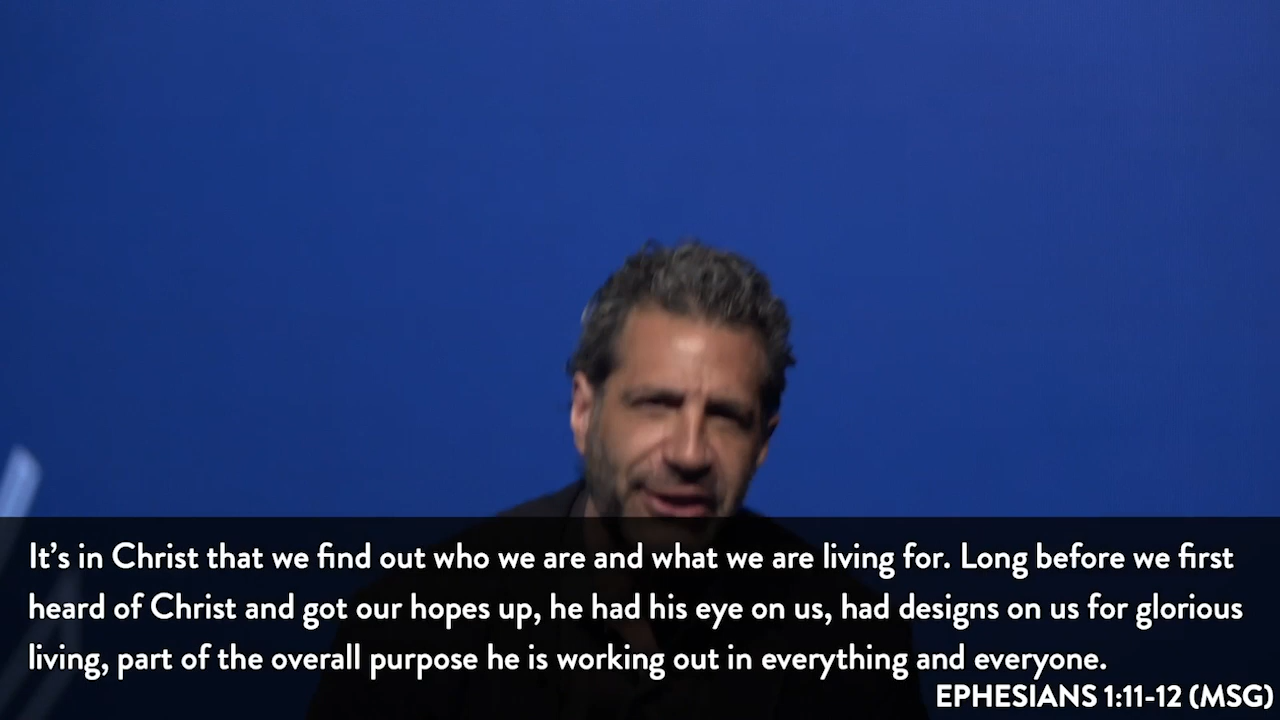 It's in Christ that we find out who we are and what we are living for. Long before we first
heard of Christ and got our hopes up, he had his eye on us, had designs on us for glorious
living, part of the overall purpose he is working out in everything and everyone.
EPHESIANS 1:11-12 (MSG)